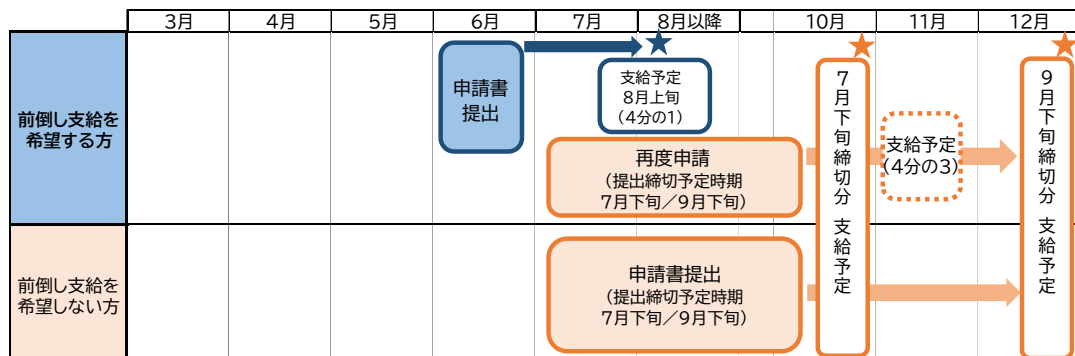 3月
4月
5月
6月
7月
8月以降
10月
11月
12月
前倒し支給を
希望する方
申請書
提出
支給予定
8月上旬
(4分の1)
再度申請
(提出締切予定時期
7月下旬/9月下旬)
7月下旬締切分 支給予定
支給予定
(4分の3)
9月下旬締切分 支給予定
前倒し支給を
希望しない方
申請書提出
(提出締切予定時期
7月下旬/9月下旬)